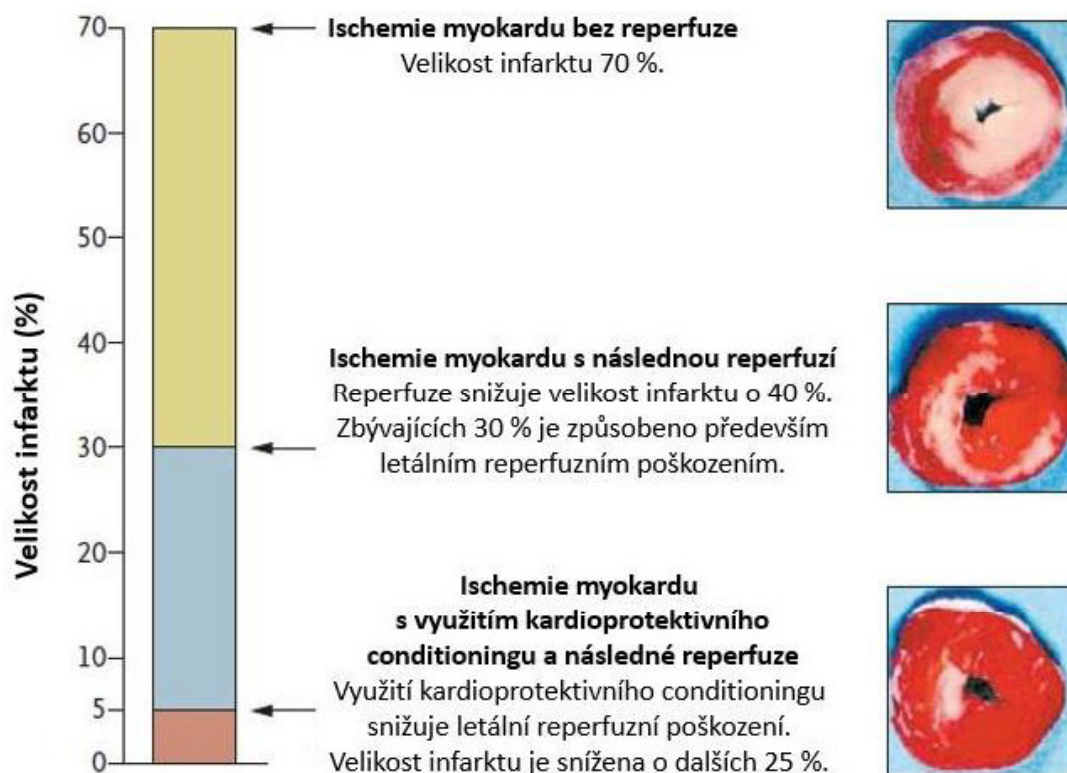 Velikost infarktu (%)
70
60
50
40
30
20
10
5
0
Ischemie myokardu bez reperfuze
Velikost infarktu 70 %.
Ischemie myokardu s následnou reperfuzí
Reperfuze snižuje velikost infarktu o 40 %.
Zbývajících 30 % je způsobeno především
letálním reperfuzním poškozením.
Ischemie myokardu
s využitím kardioprotektivního
conditioningu a následné reperfuze
Využití kardioprotektivního conditioningu
snižuje letální reperfuzní poškození.
Velikost infarktu je snížena o dalších 25 %.